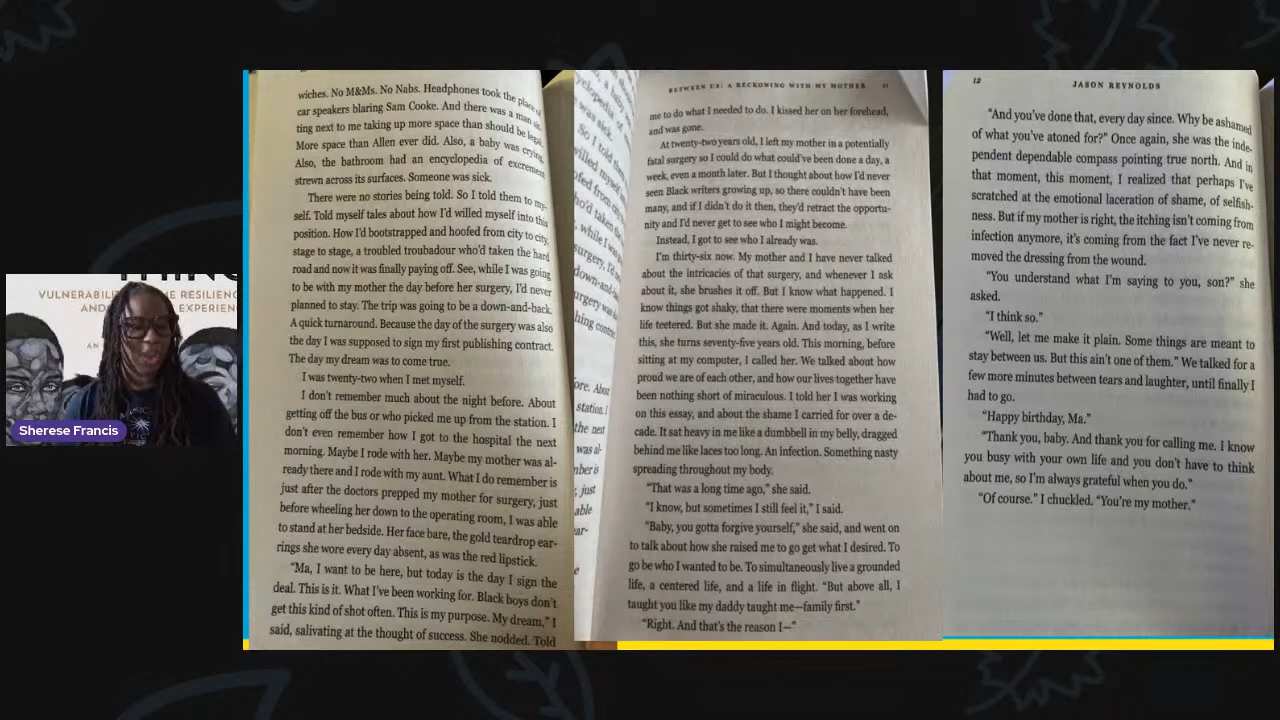 THING
VULNERABIL
E RESILIENC
AND
EXPERIEN
AN
Sherese Francis
wiches. No M&Ms. No Nabs. Headphones took the place of
car speakers blaring Sam Cooke. And there was a man sit-
ting next to me taking up more space than should be legal.
More space than Allen ever did. Also, a baby was crying.
Also, the bathroom had an encyclopedia of excrement
strewn across its surfaces. Someone was sick.
There were no stories being told. So I told them to my-
self. Told myself tales about how I'd willed myself into this
position. How I'd bootstrapped and hoofed from city to city,
stage to stage, a troubled troubadour who'd taken the hard
road and now it was finally paying off. See, while I was going
to be with my mother the day before her surgery, I'd never
planned to stay. The trip was going to be a down-and-back.
A quick turnaround. Because the day of the surgery was also
the day I was supposed to sign my first publishing contract.
The day my dream was to come true.
I was twenty-two when I met myself.
I don't remember much about the night before. About
getting off the bus or who picked me up from the station. I
don't even remember how I got to the hospital the next
morning. Maybe I rode with her. Maybe my mother was al-
ready there and I rode with my aunt. What I do remember is
just after the doctors prepped my mother for surgery, just
before wheeling her down to the operating room, I was able
to stand at her bedside. Her face bare, the gold teardrop ear-
rings she wore every day absent, as was the red lipstick.
"Ma, I want to be here, but today is the day I sign the
deal. This is it. What I've been working for. Black boys don't
get this kind of shot often. This is my purpose. My dream," I
said, salivating at the thought of success. She nodded. Told
BETWEEN US: A RECKONING WITH MY MOTHER 11
me to do what I needed to do. I kissed her on her forehead,
and was gone.
At twenty-two years old, I left my mother in a potentially
fatal surgery so I could do what could've been done a day, a
week, even a month later. But I thought about how I'd never
seen Black writers growing up, so there couldn't have been
many, and if I didn't do it then, they'd retract the opportu-
nity and I'd never get to see who I might become.
Instead, I got to see who I already was.
I'm thirty-six now. My mother and I have never talked
about the intricacies of that surgery, and whenever I ask
about it, she brushes it off. But I know what happened. I
know things got shaky, that there were moments when her
life teetered. But she made it. Again. And today, as I write
this, she turns seventy-five years old. This morning, before
sitting at my computer, I called her. We talked about how
proud we are of each other, and how our lives together have
been nothing short of miraculous. I told her I was working
on this essay, and about the shame I carried for over a de-
cade. It sat heavy in me like a dumbbell in my belly, dragged
behind me like laces too long. An infection. Something nasty
spreading throughout my body.
"That was a long time ago," she said.
"I know, but sometimes I still feel it," I said.
"Baby, you gotta forgive yourself," she said, and went on
to talk about how she raised me to go get what I desired. To
go be who I wanted to be. To simultaneously live a grounded
life, a centered life, and a life in flight. "But above all, I
taught you like my daddy taught me—family first."
"Right. And that's the reason I—"
12 JASON REYNOLDS
"And you've done that, every day since. Why be ashamed
of what you've atoned for?" Once again, she was the inde-
pendent dependable compass pointing true north. And in
that moment, this moment, I realized that perhaps I've
scratched at the emotional laceration of shame, of selfish-
ness. But if my mother is right, the itching isn't coming from
infection anymore, it's coming from the fact I've never re-
moved the dressing from the wound.
"You understand what I'm saying to you, son?" she
asked.
"I think so."
"Well, let me make it plain. Some things are meant to
stay between us. But this ain't one of them." We talked for a
few more minutes between tears and laughter, until finally I
had to go.
"Happy birthday, Ma."
"Thank you, baby. And thank you for calling me. I know
you busy with your own life and you don't have to think
about me, so I'm always grateful when you do."
"Of course." I chuckled. "You're my mother."